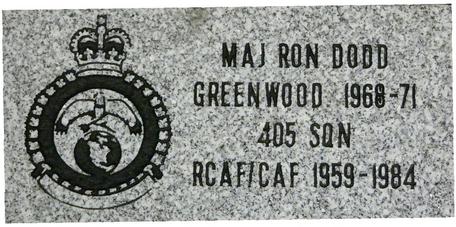 MAJ RON DODD
GREENWOOD 1968-71
405 SQN
RCAF/CAF 1959-1984